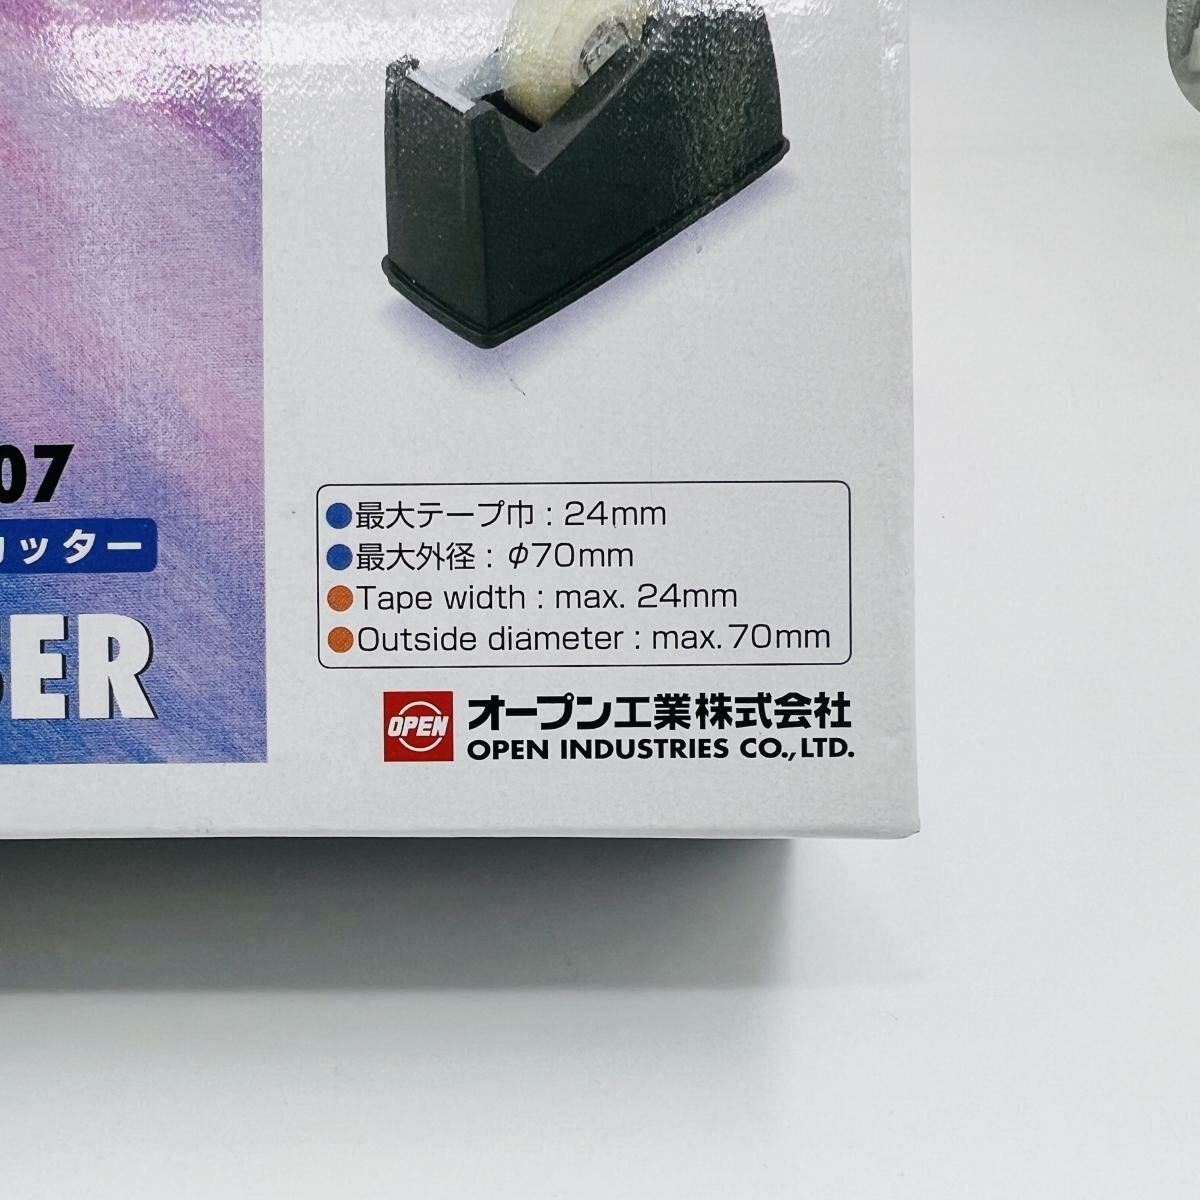 07
カッター
BER
●最大テープ巾：24mm
●最大外径：φ70mm
●Tape width : max. 24mm
●Outside diameter : max. 70mm
OPEN
オープン工業株式会社
OPEN INDUSTRIES CO., LTD.